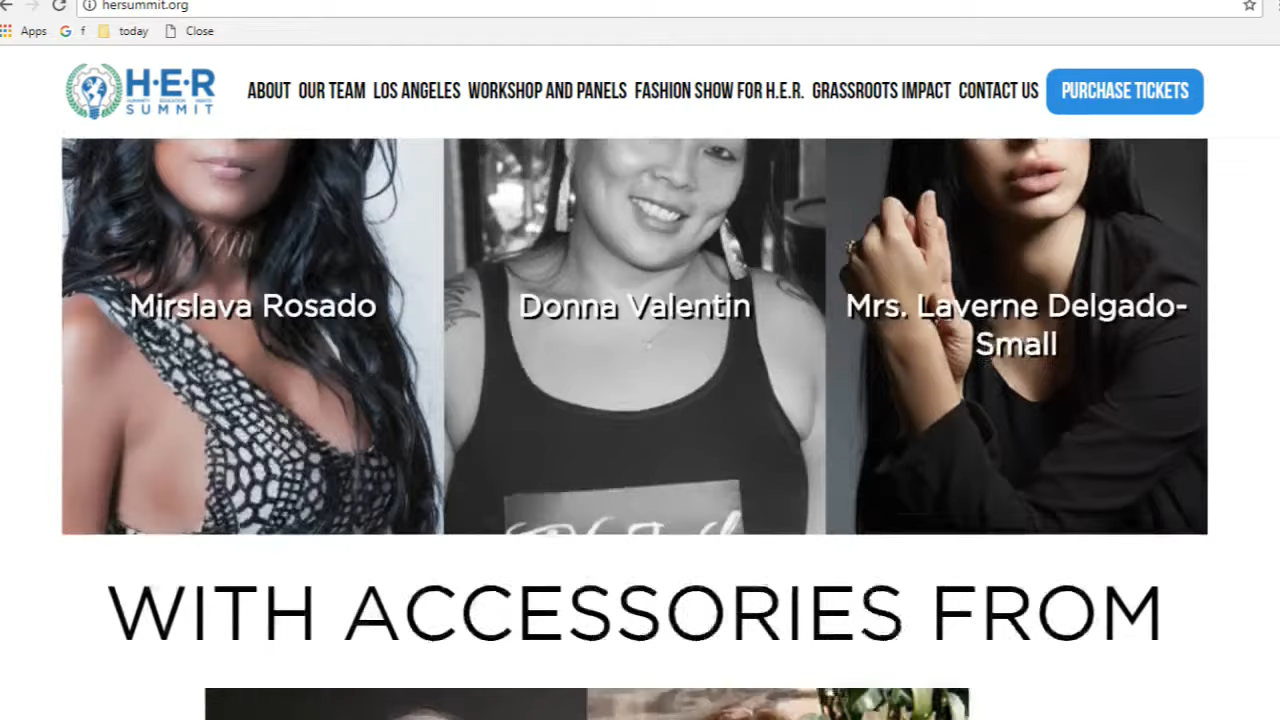 hersummit.org
Apps G f today Close
H·E·R
SUMMIT
ABOUT OUR TEAM LOS ANGELES WORKSHOP AND PANELS FASHION SHOW FOR H.E.R. GRASSROOTS IMPACT CONTACT US PURCHASE TICKETS
Mirslava Rosado
Donna Valentin
Mrs. Laverne Delgado-
Small
WITH ACCESSORIES FROM